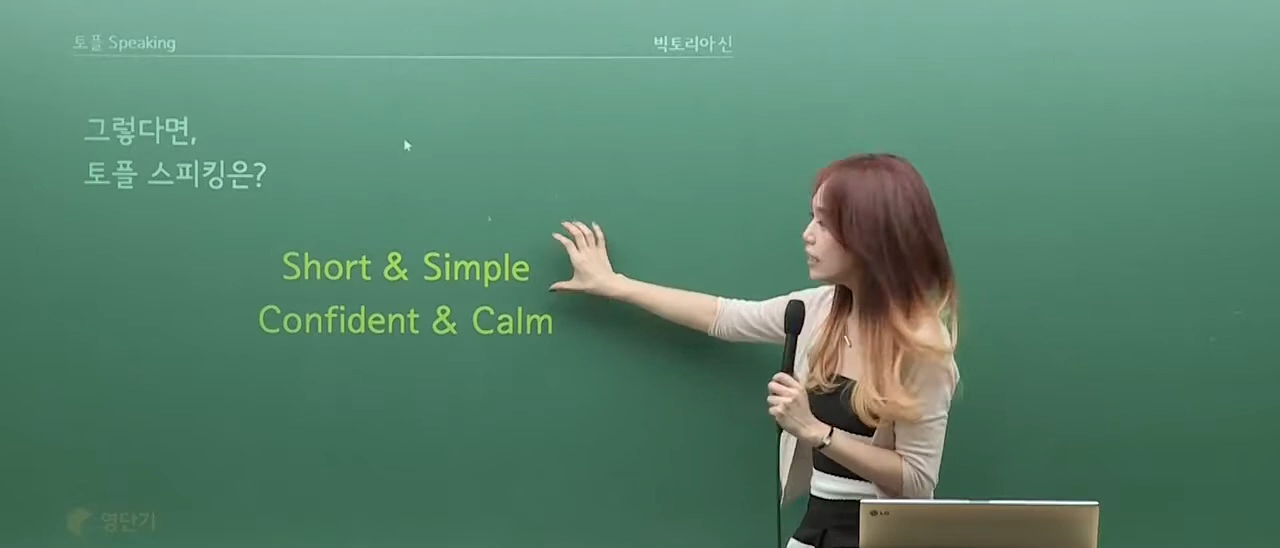 토플 Speaking
빅토리아 신
그렇다면,
토플 스피킹은?
Short & Simple
Confident & Calm
영단기
LG